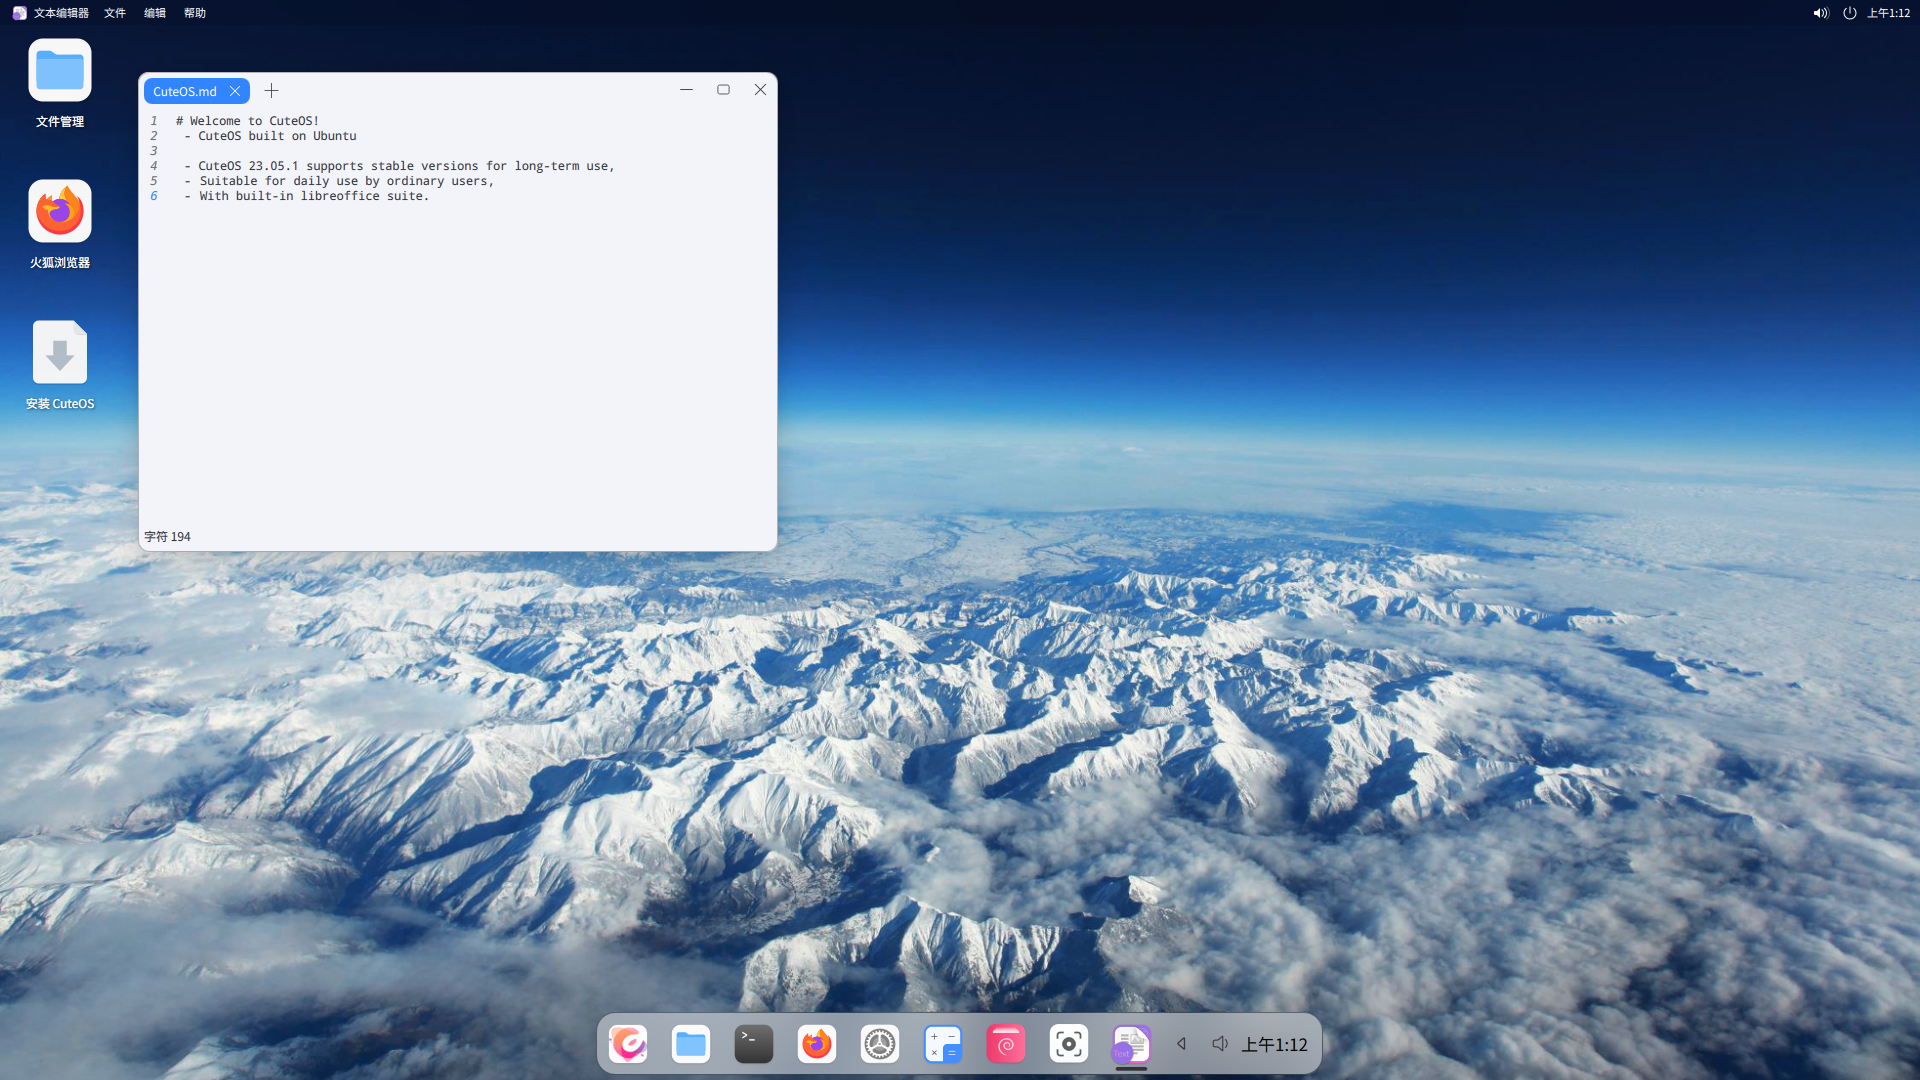 文本编辑器 文件 编辑 帮助 上午1:12
文件管理
火狐浏览器
安装 CuteOS
CuteOS.md
1 # Welcome to CuteOS!
2 - CuteOS built on Ubuntu
3
4 - CuteOS 23.05.1 supports stable versions for long-term use,
5 - Suitable for daily use by ordinary users,
6 - With built-in libreoffice suite.
字符 194
>_
Text
上午1:12